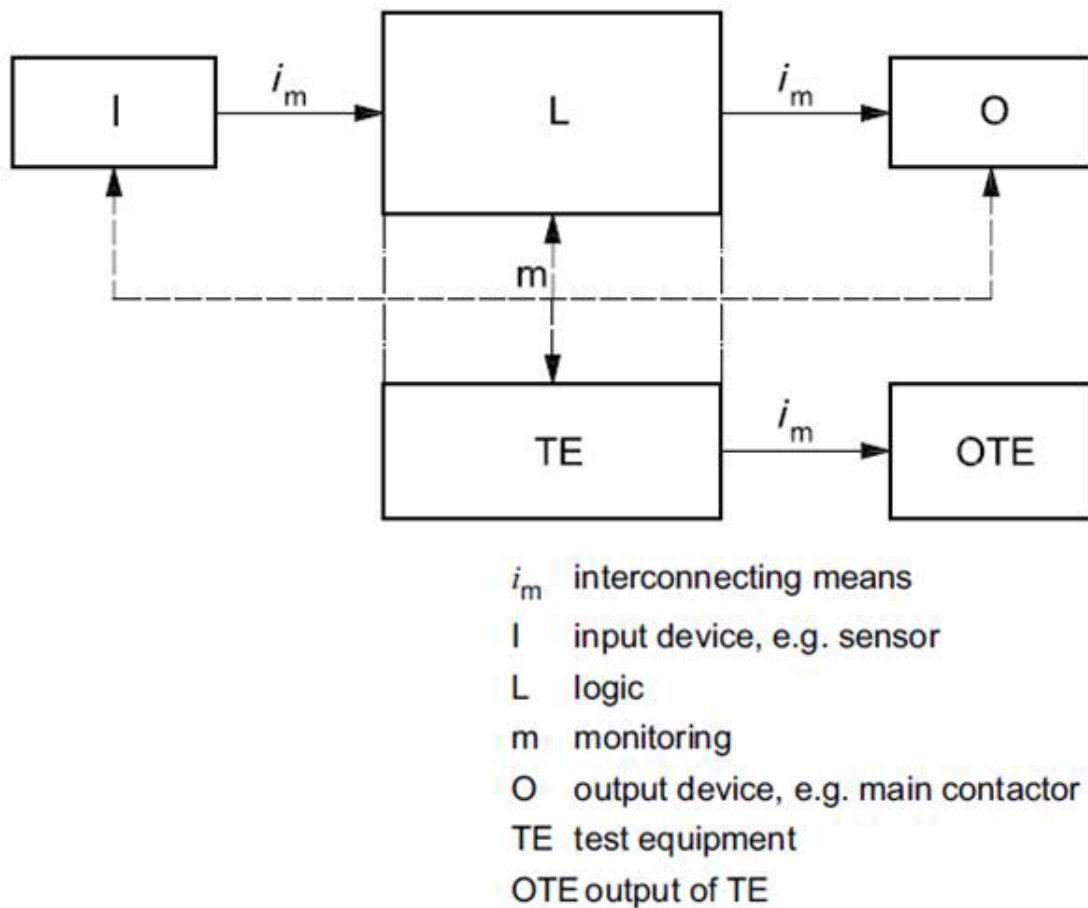 i_m i_m
I L O
m
i_m
TE OTE
i_m interconnecting means
I input device, e.g. sensor
L logic
m monitoring
O output device, e.g. main contactor
TE test equipment
OTE output of TE